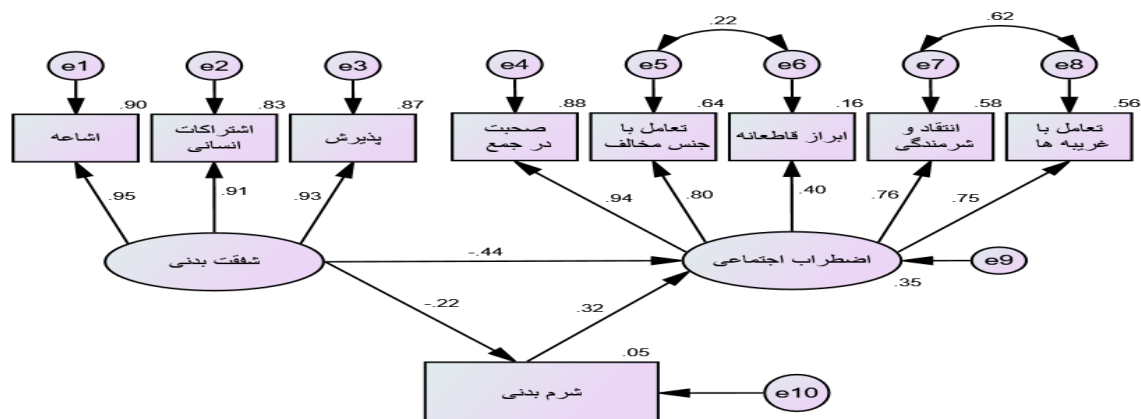 .22
.62
e1
e2
e3
e4
e5
e6
e7
e8
.90
.83
.87
.88
.64
.16
.58
.56
اشاعه
اشتراکات
انسانی
پذیرش
صحبت
در جمع
تعامل با
جنس مخالف
ابراز قاطعانه
انتقاد و
شرمندگی
تعامل با
غریبه ها
.95
.91
.93
.94
.80
.40
.76
.75
شفقت بدنی
-.44
اضطراب اجتماعی
e9
.35
-.22
.32
.05
شرم بدنی
e10